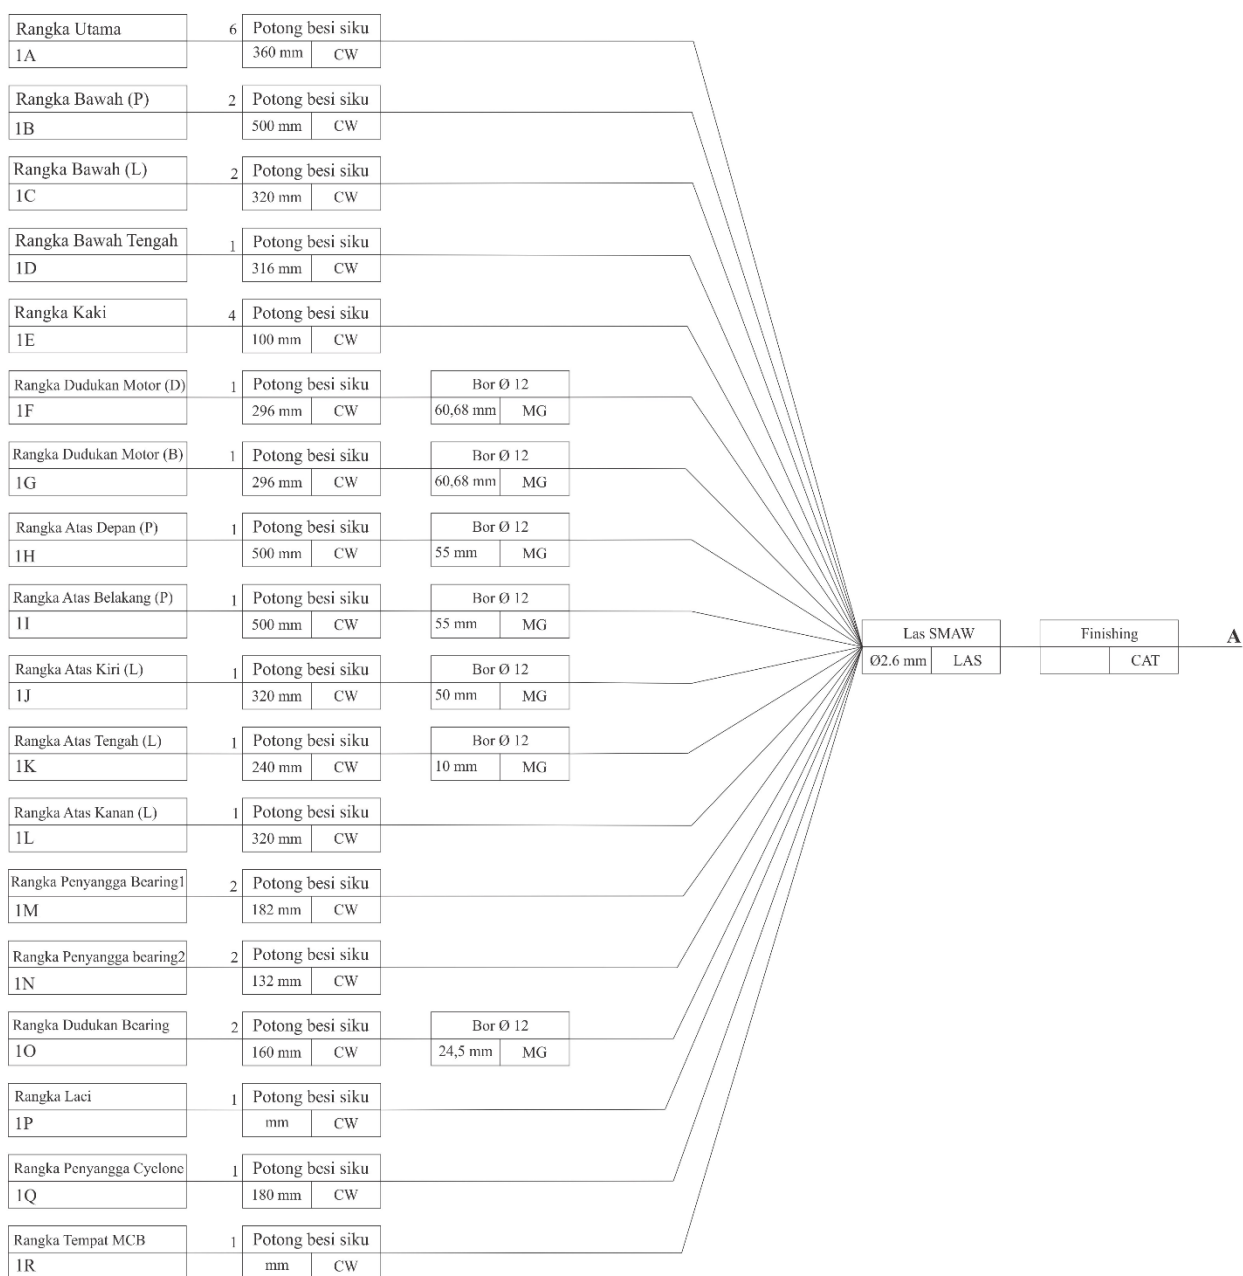 Rangka Utama 6 Potong besi siku
1A 360 mm CW
Rangka Bawah (P) 2 Potong besi siku
1B 500 mm CW
Rangka Bawah (L) 2 Potong besi siku
1C 320 mm CW
Rangka Bawah Tengah 1 Potong besi siku
1D 316 mm CW
Rangka Kaki 4 Potong besi siku
1E 100 mm CW
Rangka Dudukan Motor (D) 1 Potong besi siku Bor Ø 12
1F 296 mm CW 60,68 mm MG
Rangka Dudukan Motor (B) 1 Potong besi siku Bor Ø 12
1G 296 mm CW 60,68 mm MG
Rangka Atas Depan (P) 1 Potong besi siku Bor Ø 12
1H 500 mm CW 55 mm MG
Rangka Atas Belakang (P) 1 Potong besi siku Bor Ø 12
1I 500 mm CW 55 mm MG
Las SMAW Finishing A
Ø2.6 mm LAS CAT
Rangka Atas Kiri (L) 1 Potong besi siku Bor Ø 12
1J 320 mm CW 50 mm MG
Rangka Atas Tengah (L) 1 Potong besi siku Bor Ø 12
1K 240 mm CW 10 mm MG
Rangka Atas Kanan (L) 1 Potong besi siku
1L 320 mm CW
Rangka Penyangga Bearing1 2 Potong besi siku
1M 182 mm CW
Rangka Penyangga bearing2 2 Potong besi siku
1N 132 mm CW
Rangka Dudukan Bearing 2 Potong besi siku Bor Ø 12
1O 160 mm CW 24,5 mm MG
Rangka Laci 1 Potong besi siku
1P mm CW
Rangka Penyangga Cyclone 1 Potong besi siku
1Q 180 mm CW
Rangka Tempat MCB 1 Potong besi siku
1R mm CW